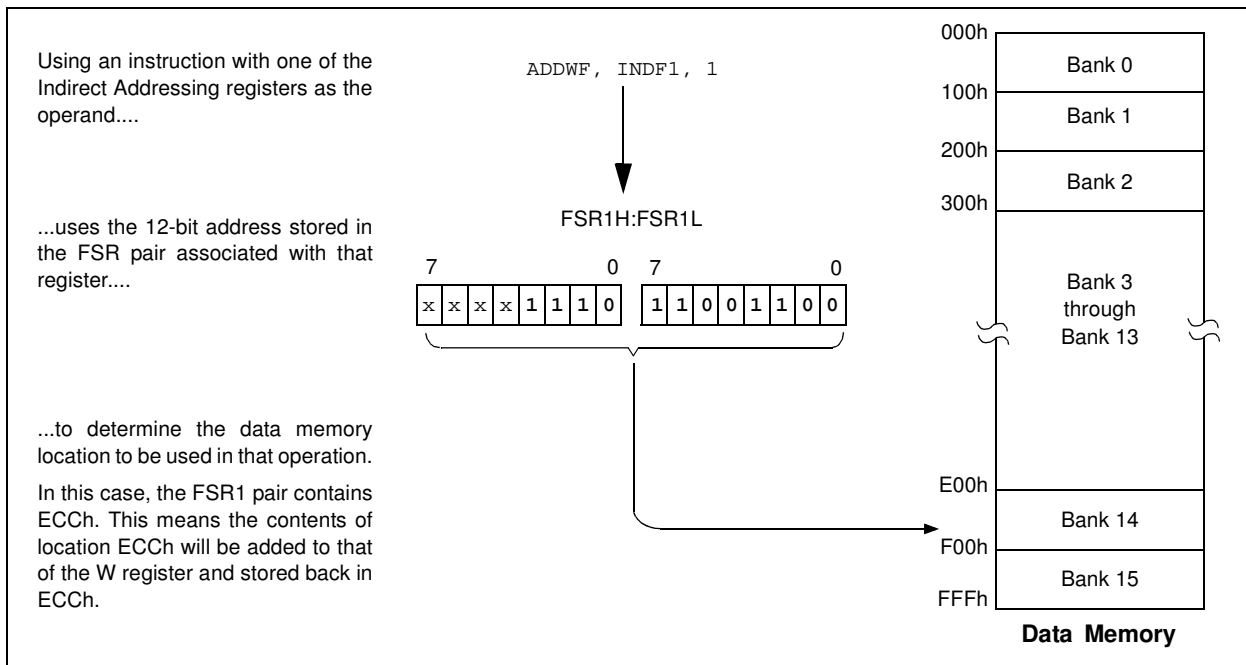 Using an instruction with one of the
Indirect Addressing registers as the
operand....
ADDWF, INDF1, 1
...uses the 12-bit address stored in
the FSR pair associated with that
register....
FSR1H:FSR1L
7 0 7 0
x x x x 1 1 1 0 1 1 0 0 1 1 0 0
...to determine the data memory
location to be used in that operation.
In this case, the FSR1 pair contains
ECCh. This means the contents of
location ECCh will be added to that
of the W register and stored back in
ECCh.
000h
Bank 0
100h
Bank 1
200h
Bank 2
300h
Bank 3
through
Bank 13
E00h
Bank 14
F00h
Bank 15
FFFh
Data Memory